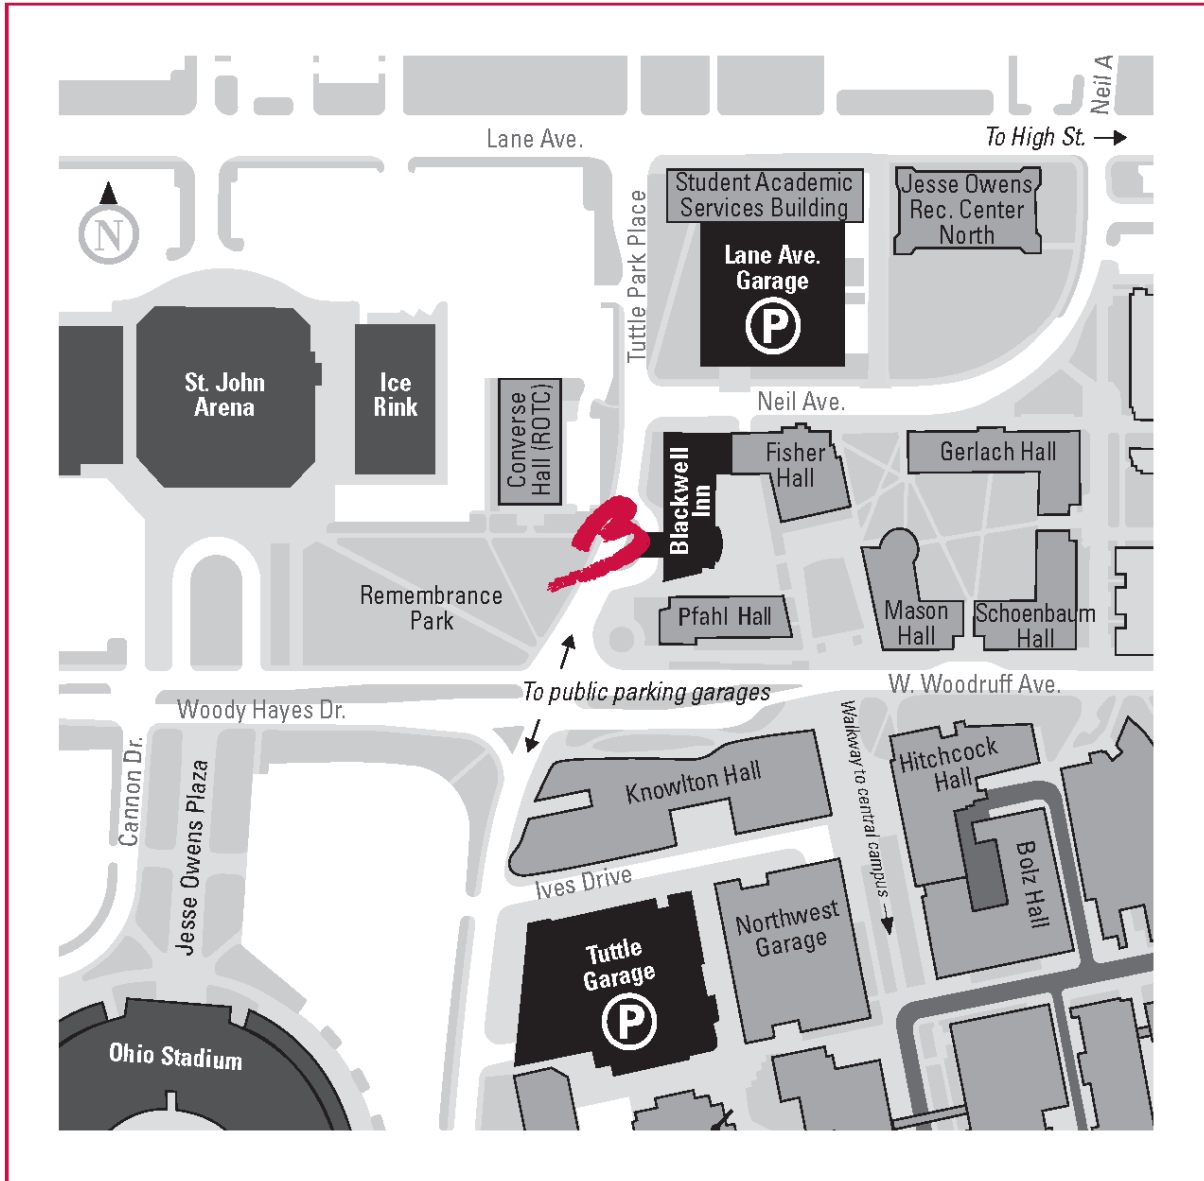 Neil A
Lane Ave.
To High St.
N
Tuttle Park Place
Student Academic
Services Building
Jesse Owens
Rec. Center
North
Lane Ave.
Garage
P
St. John
Arena
Ice
Rink
Converse
Hall (ROTC)
Neil Ave.
Blackwell
Inn
Fisher
Hall
Gerlach Hall
Remembrance
Park
Pfahl Hall
Mason
Hall
Schoenbaum
Hall
To public parking garages
W. Woodruff Ave.
Woody Hayes Dr.
Cannon Dr.
Jesse Owens Plaza
Knowlton Hall
Walkway to central campus
Hitchcock
Hall
Bolz Hall
Ives Drive
Northwest
Garage
Tuttle
Garage
P
Ohio Stadium